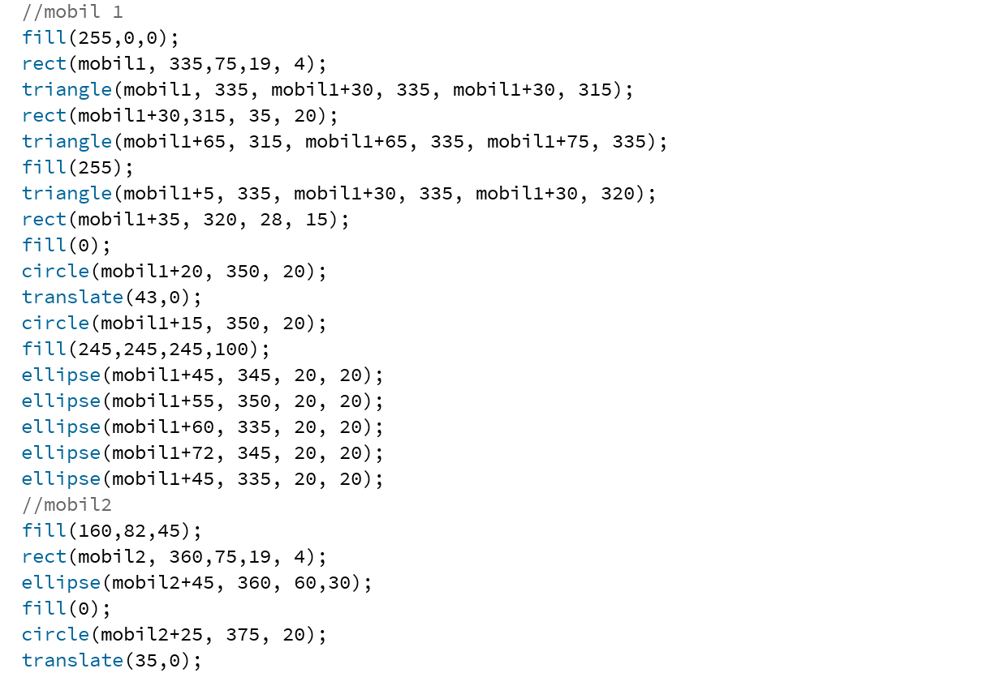 //mobil 1
fill(255,0,0);
rect(mobil1, 335,75,19, 4);
triangle(mobil1, 335, mobil1+30, 335, mobil1+30, 315);
rect(mobil1+30,315, 35, 20);
triangle(mobil1+65, 315, mobil1+65, 335, mobil1+75, 335);
fill(255);
triangle(mobil1+5, 335, mobil1+30, 335, mobil1+30, 320);
rect(mobil1+35, 320, 28, 15);
fill(0);
circle(mobil1+20, 350, 20);
translate(43,0);
circle(mobil1+15, 350, 20);
fill(245,245,245,100);
ellipse(mobil1+45, 345, 20, 20);
ellipse(mobil1+55, 350, 20, 20);
ellipse(mobil1+60, 335, 20, 20);
ellipse(mobil1+72, 345, 20, 20);
ellipse(mobil1+45, 335, 20, 20);
//mobil2
fill(160,82,45);
rect(mobil2, 360,75,19, 4);
ellipse(mobil2+45, 360, 60,30);
fill(0);
circle(mobil2+25, 375, 20);
translate(35,0);